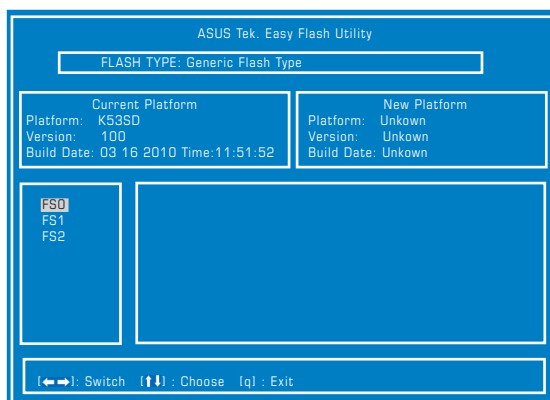 ASUS Tek. Easy Flash Utility
FLASH TYPE: Generic Flash Type
Current Platform
Platform: K53SD
Version: 100
Build Date: 03 16 2010 Time:11:51:52
New Platform
Platform: Unkown
Version: Unkown
Build Date: Unkown
FS0
FS1
FS2
[←→]: Switch [↑↓] : Choose [q] : Exit